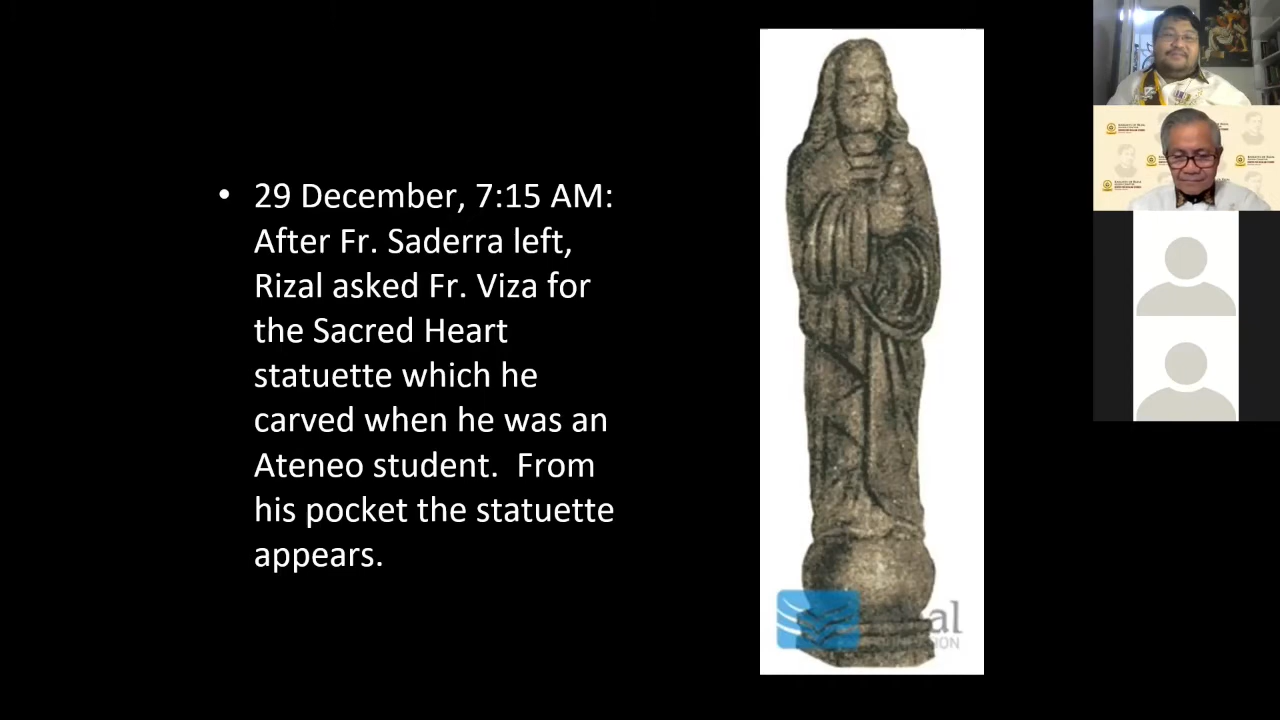 • 29 December, 7:15 AM:
After Fr. Saderra left,
Rizal asked Fr. Viza for
the Sacred Heart
statuette which he
carved when he was an
Ateneo student.  From
his pocket the statuette
appears.